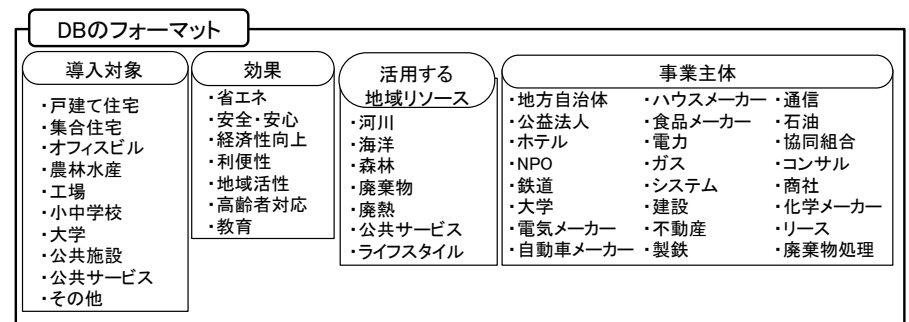 DBのフォーマット
導入対象
・戸建て住宅
・集合住宅
・オフィスビル
・農林水産
・工場
・小中学校
・大学
・公共施設
・公共サービス
・その他
効果
・省エネ
・安全・安心
・経済性向上
・利便性
・地域活性
・高齢者対応
・教育
活用する
地域リソース
・河川
・海洋
・森林
・廃棄物
・廃熱
・公共サービス
・ライフスタイル
事業主体
・地方自治体
・公益法人
・ホテル
・NPO
・鉄道
・大学
・電気メーカー
・自動車メーカー
・ハウスメーカー
・食品メーカー
・電力
・ガス
・システム
・建設
・不動産
・製鉄
・通信
・石油
・協同組合
・コンサル
・商社
・化学メーカー
・リース
・廃棄物処理